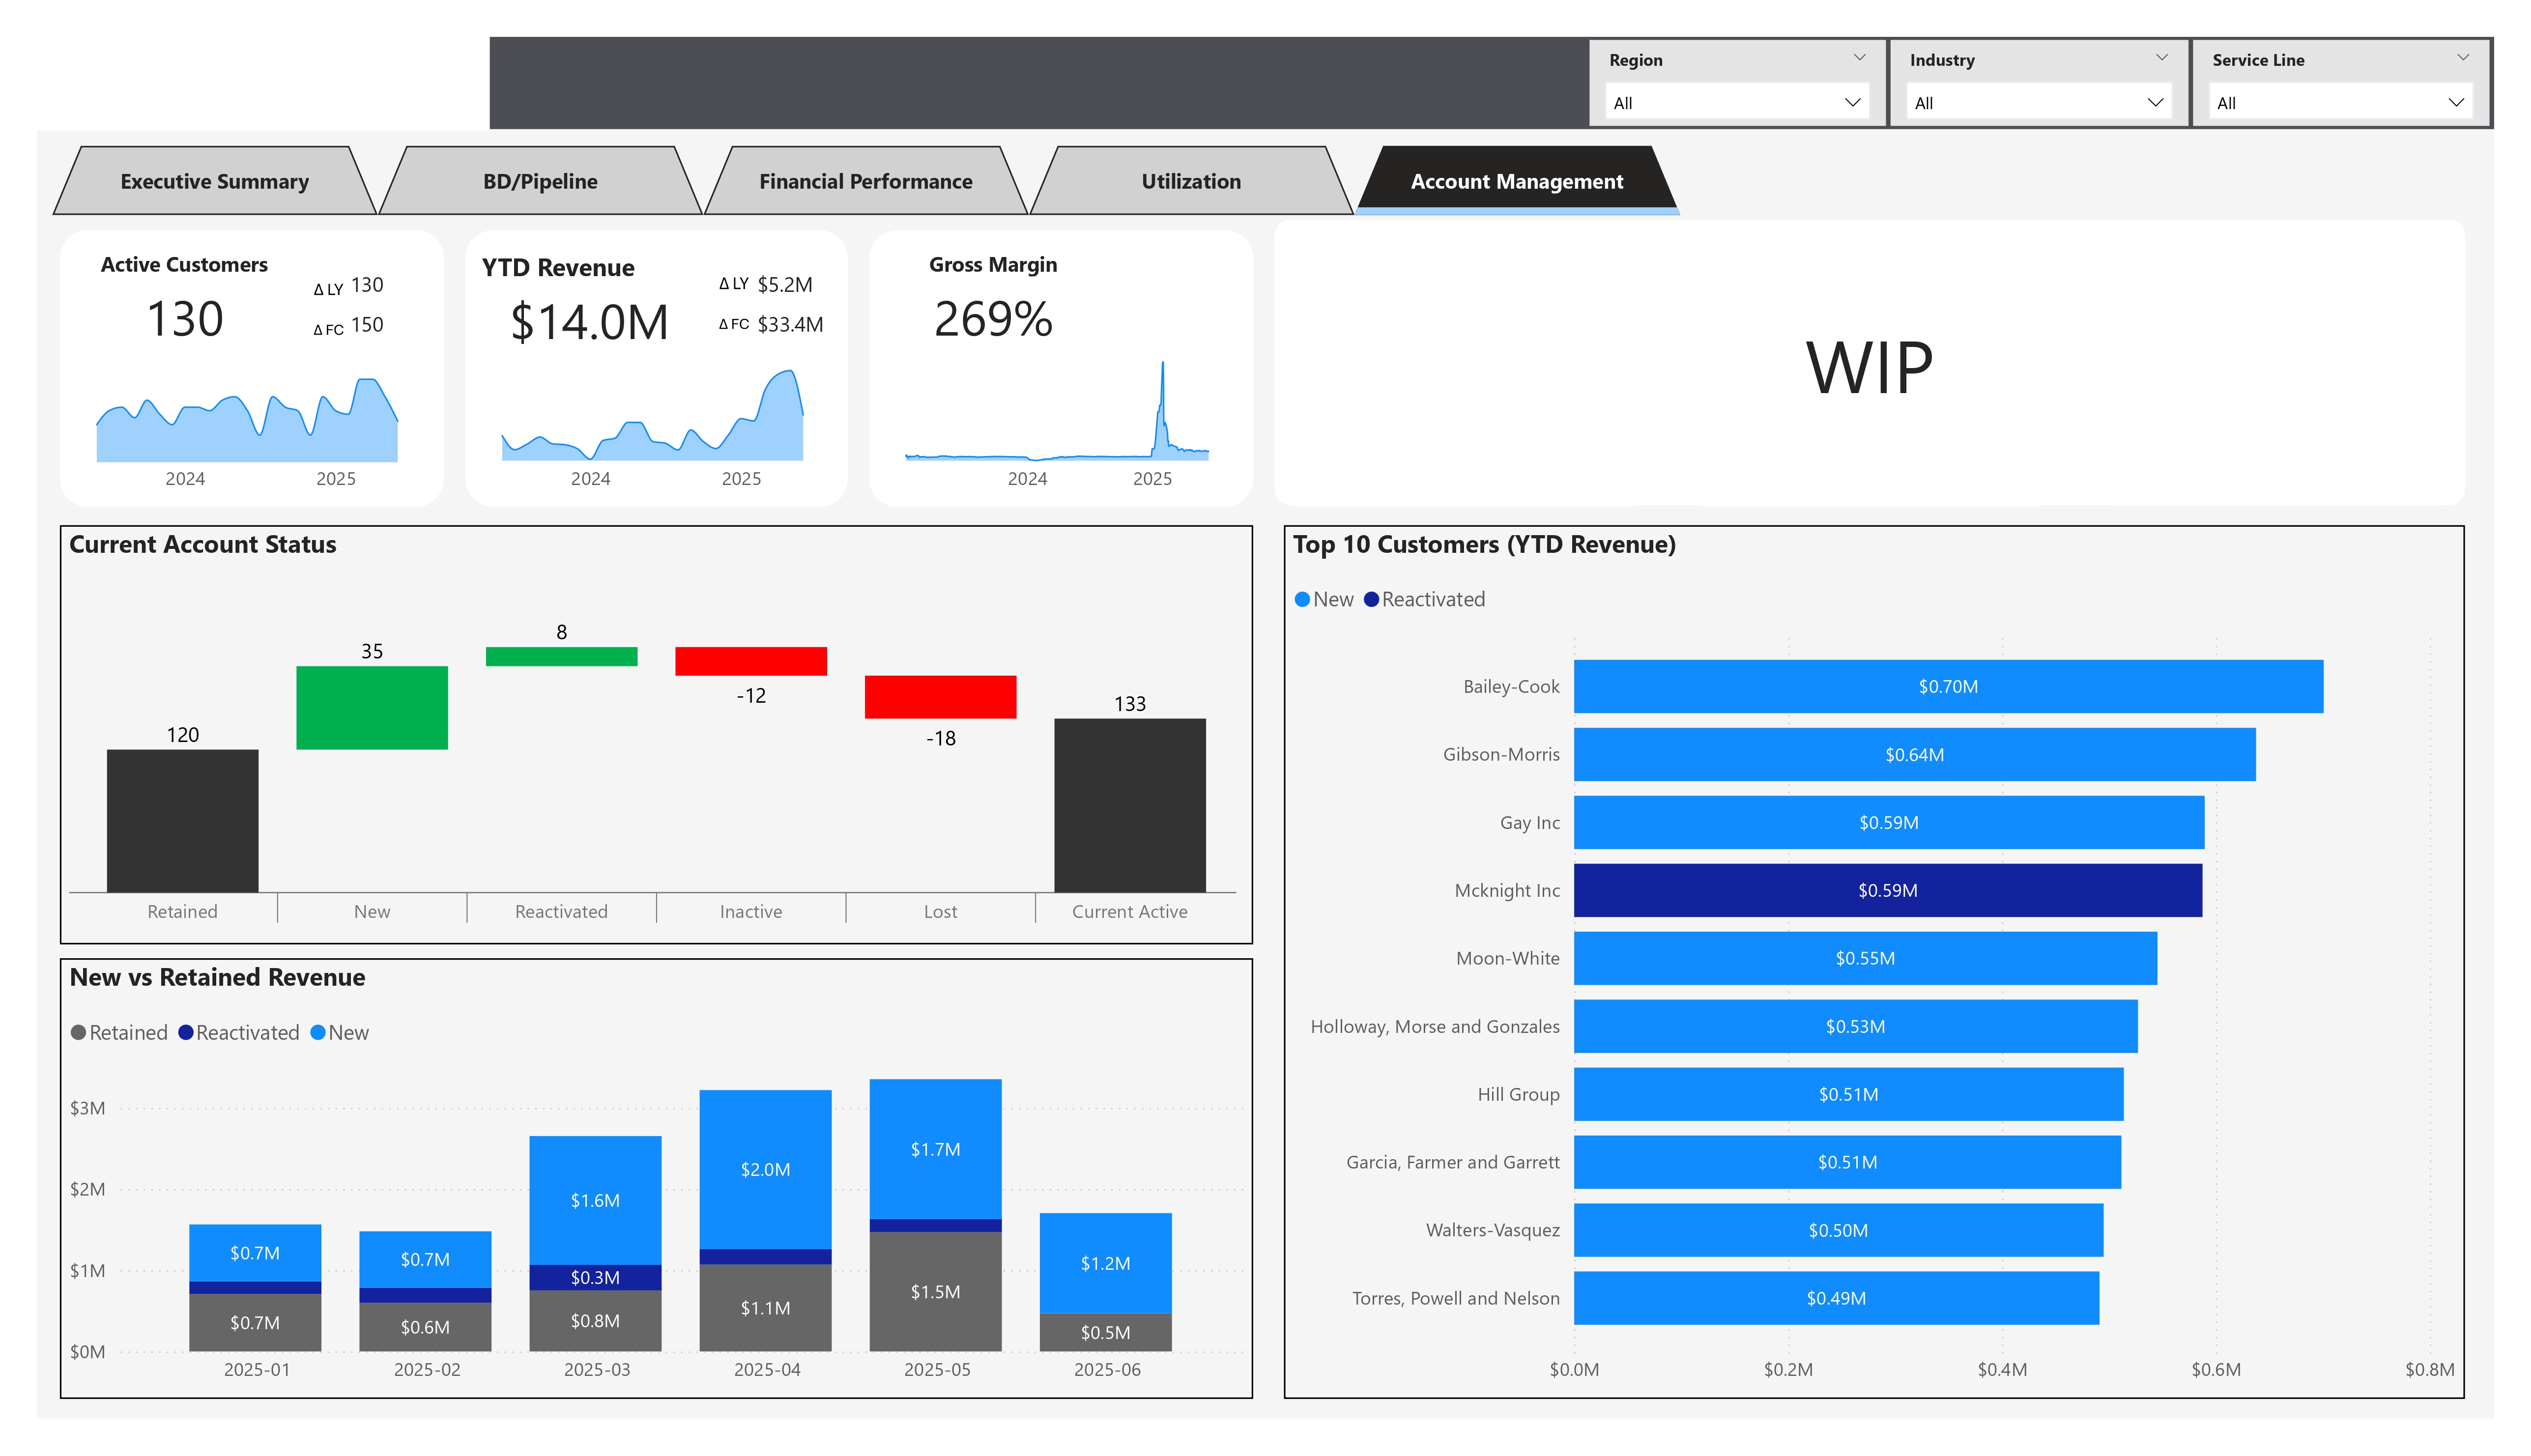 Region
Industry
Service Line
All
All
All
Executive Summary
BD/Pipeline
Financial Performance
Utilization
Account Management
Active Customers
130
Δ LY 130
Δ FC 150
2024
2025
YTD Revenue
$14.0M
Δ LY $5.2M
Δ FC $33.4M
2024
2025
Gross Margin
269%
2024
2025
WIP
Current Account Status
120
35
8
-12
-18
133
Retained
New
Reactivated
Inactive
Lost
Current Active
New vs Retained Revenue
Retained
Reactivated
New
$3M
$2M
$1M
$0M
$0.7M
$0.7M
$0.7M
$0.6M
$1.6M
$0.3M
$0.8M
$2.0M
$1.1M
$1.7M
$1.5M
$1.2M
$0.5M
2025-01
2025-02
2025-03
2025-04
2025-05
2025-06
Top 10 Customers (YTD Revenue)
New
Reactivated
Bailey-Cook $0.70M
Gibson-Morris $0.64M
Gay Inc $0.59M
Mcknight Inc $0.59M
Moon-White $0.55M
Holloway, Morse and Gonzales $0.53M
Hill Group $0.51M
Garcia, Farmer and Garrett $0.51M
Walters-Vasquez $0.50M
Torres, Powell and Nelson $0.49M
$0.0M
$0.2M
$0.4M
$0.6M
$0.8M